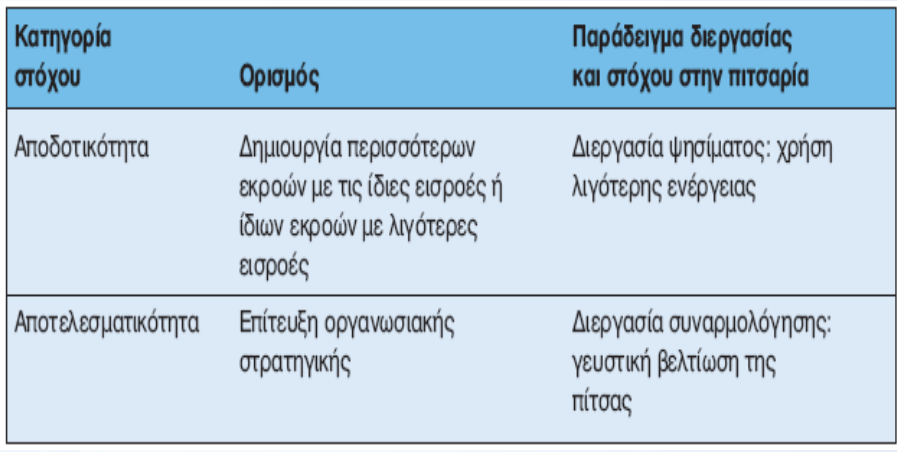 Κατηγορία
στόχου
Ορισμός
Παράδειγμα διεργασίας
και στόχου στην πιτσαρία
Αποδοτικότητα
Δημιουργία περισσότερων
εκροών με τις ίδιες εισροές ή
ίδιων εκροών με λιγότερες
εισροές
Διεργασία ψησίματος: χρήση
λιγότερης ενέργειας
Αποτελεσματικότητα
Επίτευξη οργανωσιακής
στρατηγικής
Διεργασία συναρμολόγησης:
γευστική βελτίωση της
πίτσας